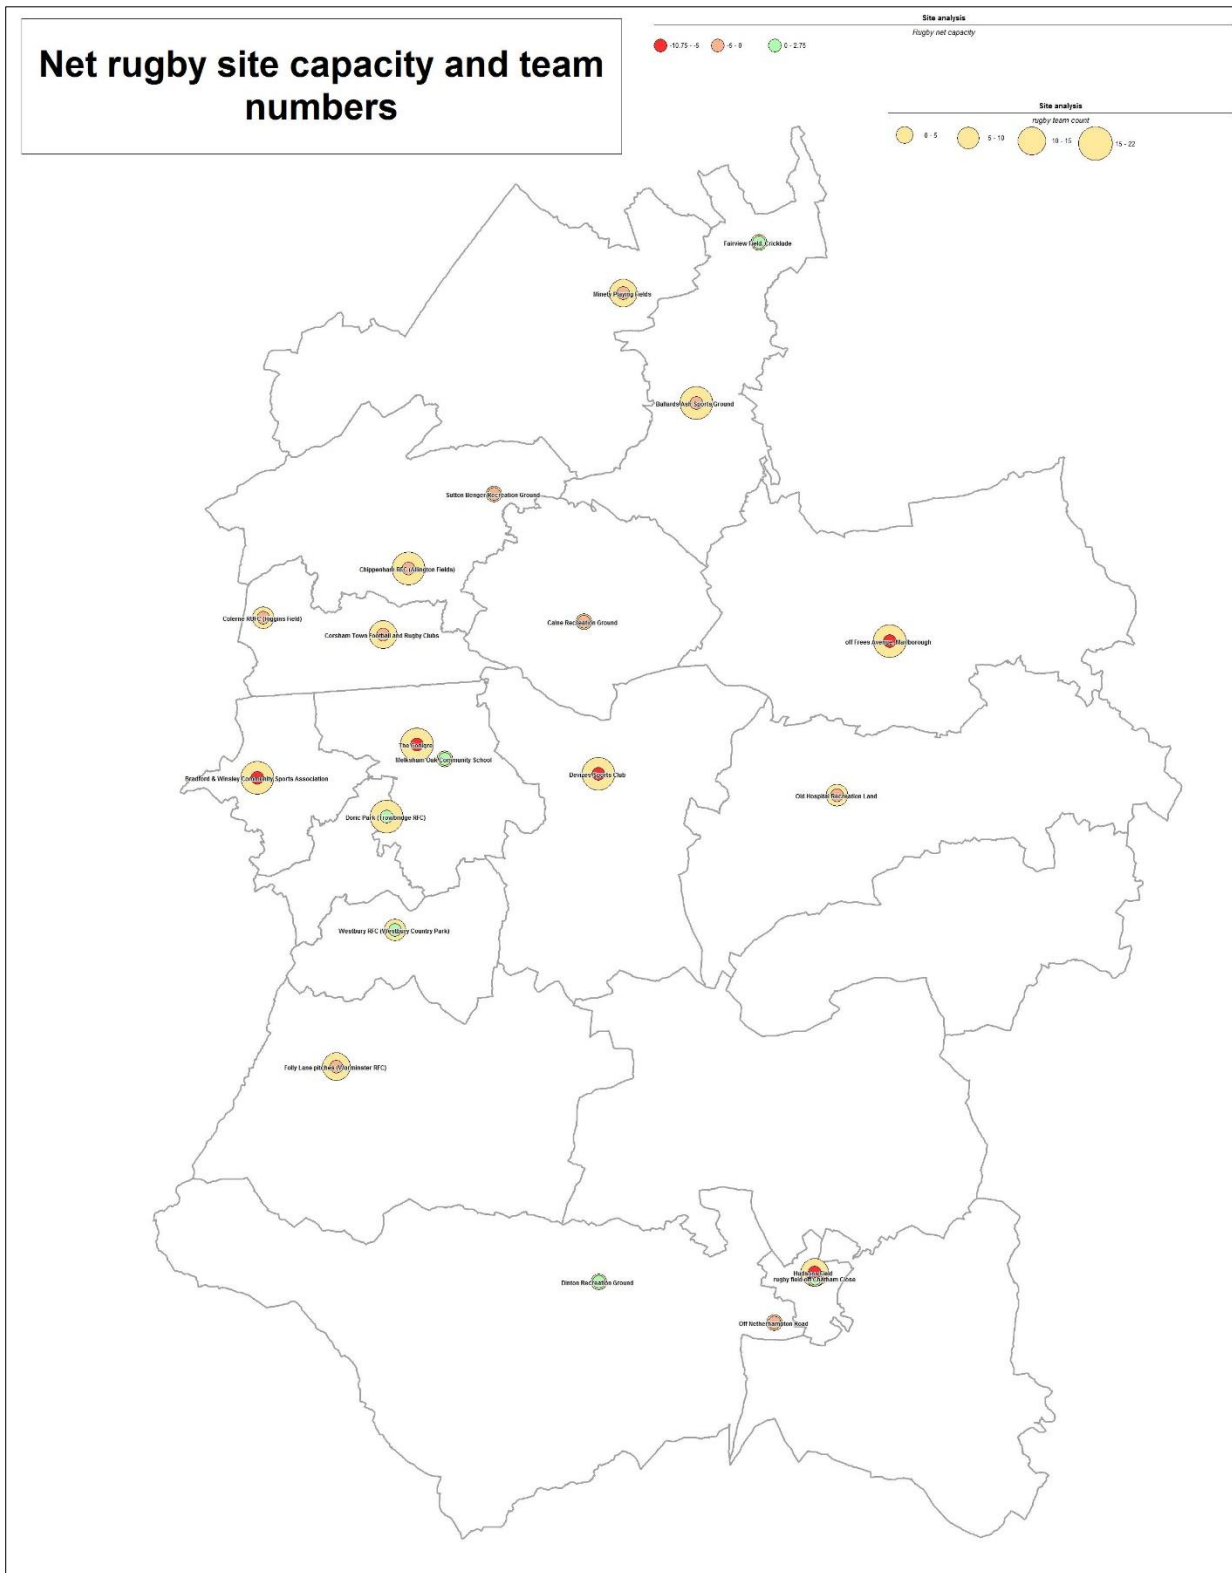 Net rugby site capacity and team
numbers
Site analysis
Rugby net capacity
-10.75 - -5
-5 - 0
0 - 2.75
Site analysis
rugby team count
0 - 5
5 - 10
10 - 15
15 - 22
Fairview Field, Cricklade
Minety Playing Fields
Ballards Ash Sports Ground
Sutton Benger Recreation Ground
Chippenham RFC (Allington Fields)
Colerne RUFC (Higgins Field)
Calne Recreation Ground
Corsham Town Football and Rugby Clubs
off Frees Avenue, Marlborough
The
Melksham Oak Community School
Devizes Sports Club
Bradford & Winsley Community Sports Association
Old Hospital Recreation Land
Doric Park (Trowbridge RFC)
Westbury RFC (Westbury Country Park)
Folly Lane pitches (Warminster RFC)
Hudsons Field
rugby field off Chatham Close
Dinton Recreation Ground
Off Netherhampton Road